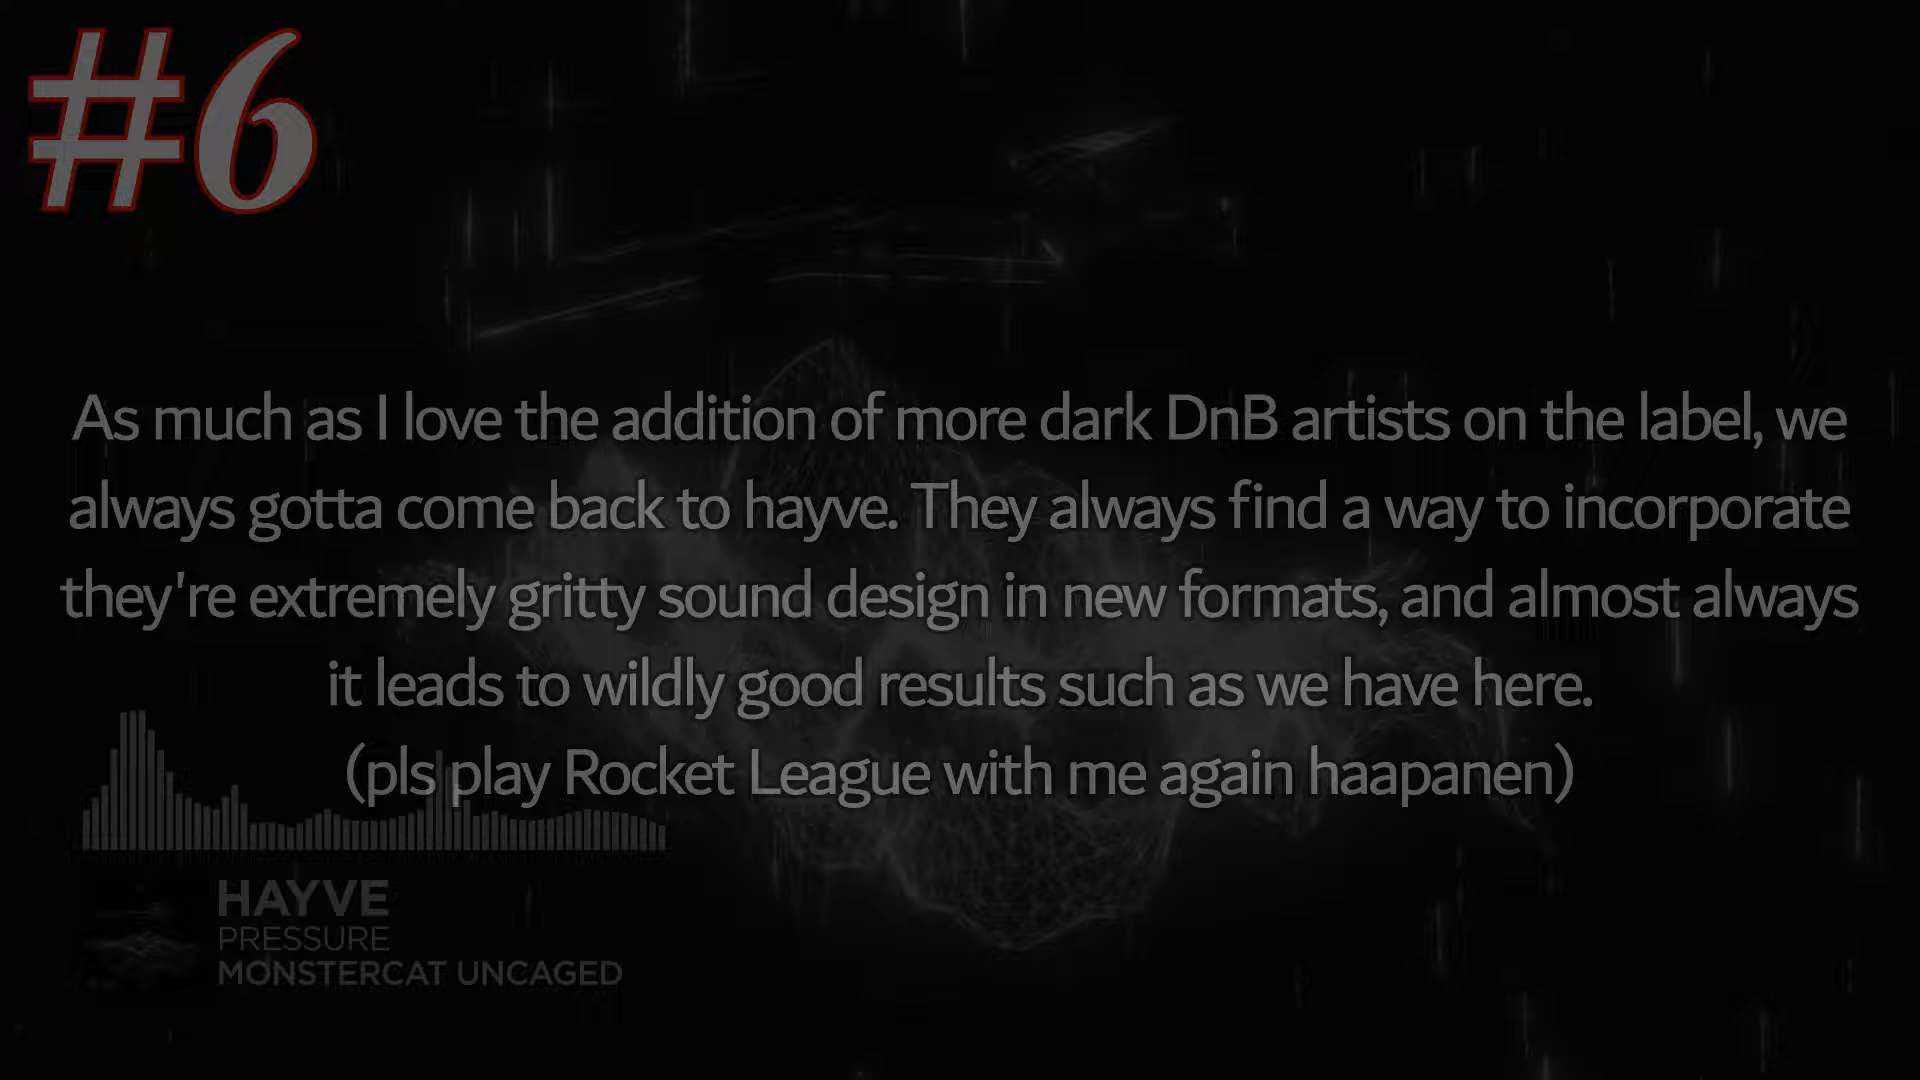 #6
As much as I love the addition of more dark DnB artists on the label, we
always gotta come back to hayve. They always find a way to incorporate
they're extremely gritty sound design in new formats, and almost always
it leads to wildly good results such as we have here.
(pls play Rocket League with me again haapanen)
HAYVE
PRESSURE
MONSTERCAT UNCAGED